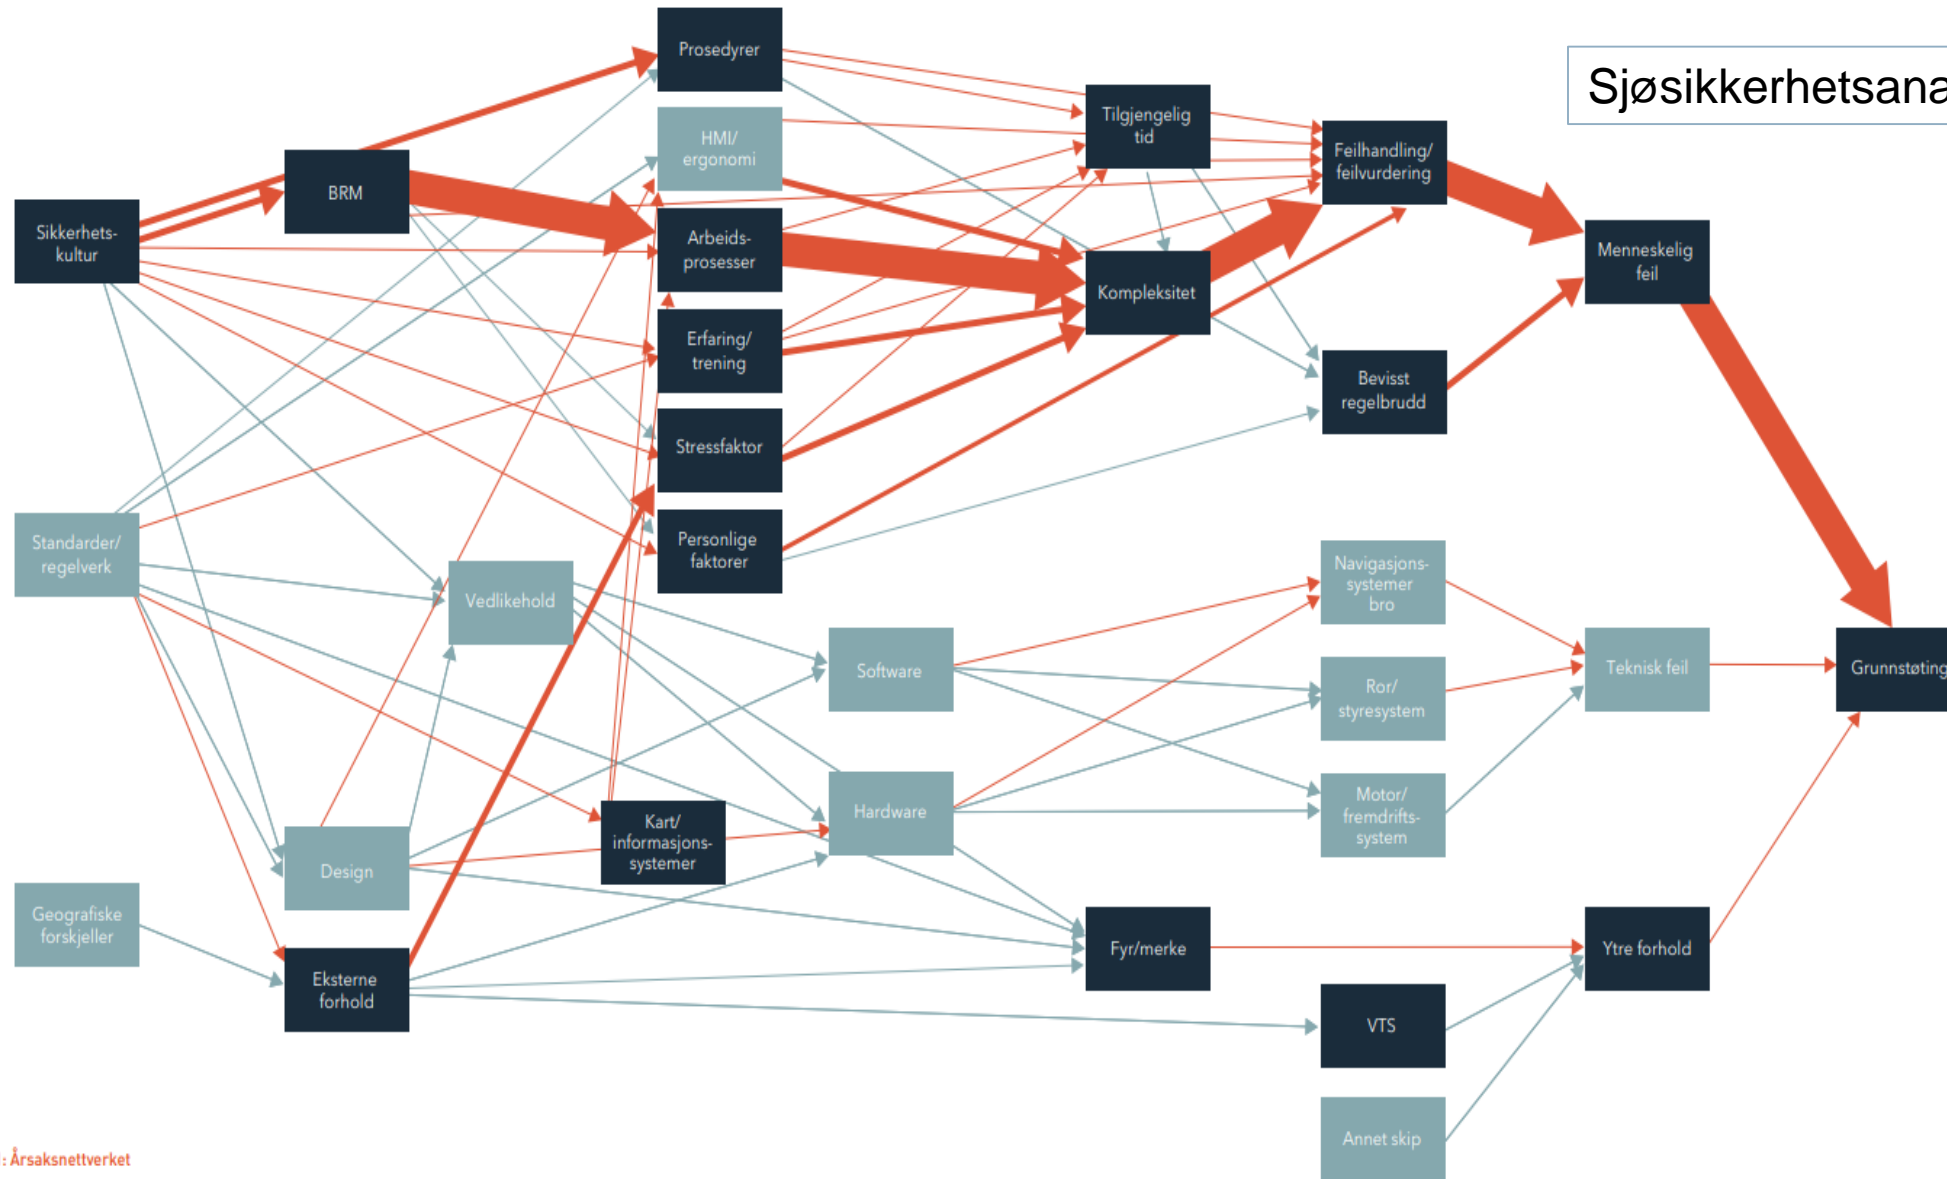 Sjøsikkerhetsana
Prosedyrer
HMI/
ergonomi
Tilgjengelig
tid
Feilhandling/
feilvurdering
BRM
Sikkerhets-
kultur
Arbeids-
prosesser
Kompleksitet
Menneskelig
feil
Erfaring/
trening
Bevisst
regelbrudd
Stressfaktor
Personlige
faktorer
Standarder/
regelverk
Vedlikehold
Navigasjons-
systemer
bro
Software
Ror/
styresystem
Teknisk feil
Grunnstøting
Hardware
Motor/
fremdrifts-
system
Kart/
informasjons-
systemer
Design
Geografiske
forskjeller
Eksterne
forhold
Fyr/merke
Ytre forhold
VTS
Annet skip
: Årsaksnettverket